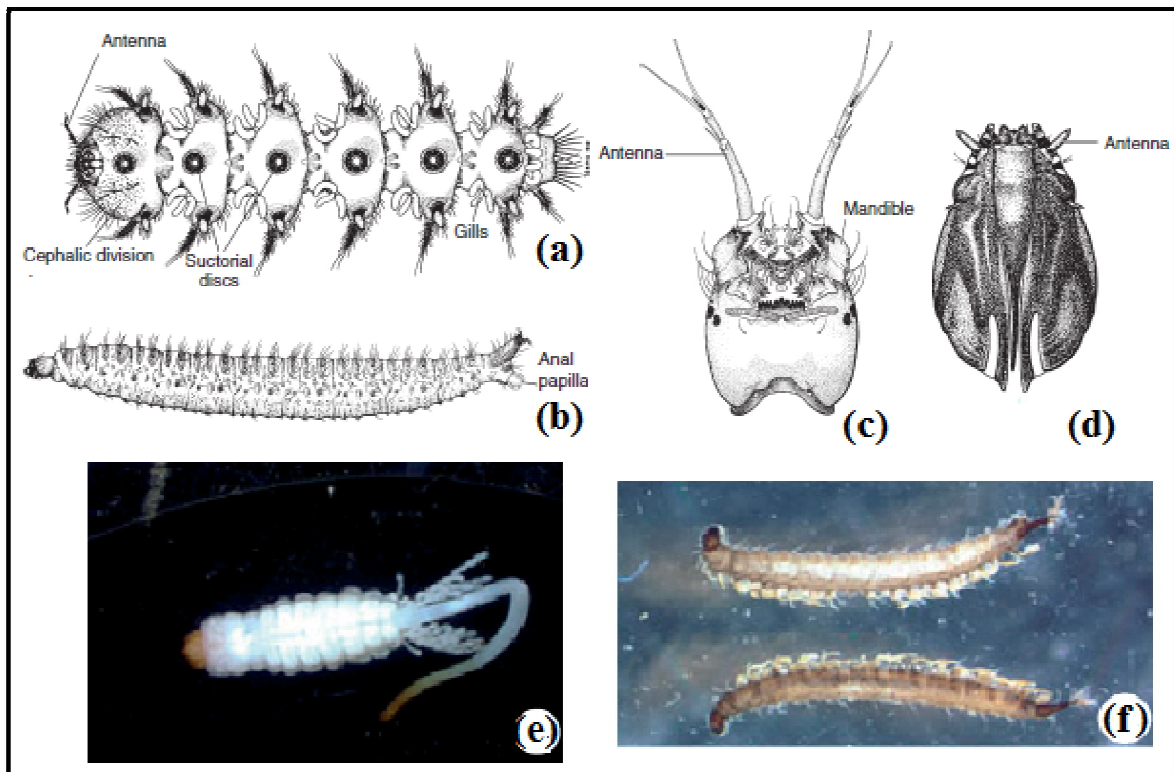 Antenna
Cephalic division
Suctorial
discs
Gills
(a)
Anal
papilla
(b)
Antenna
Mandible
(c)
Antenna
(d)
(e)
(f)